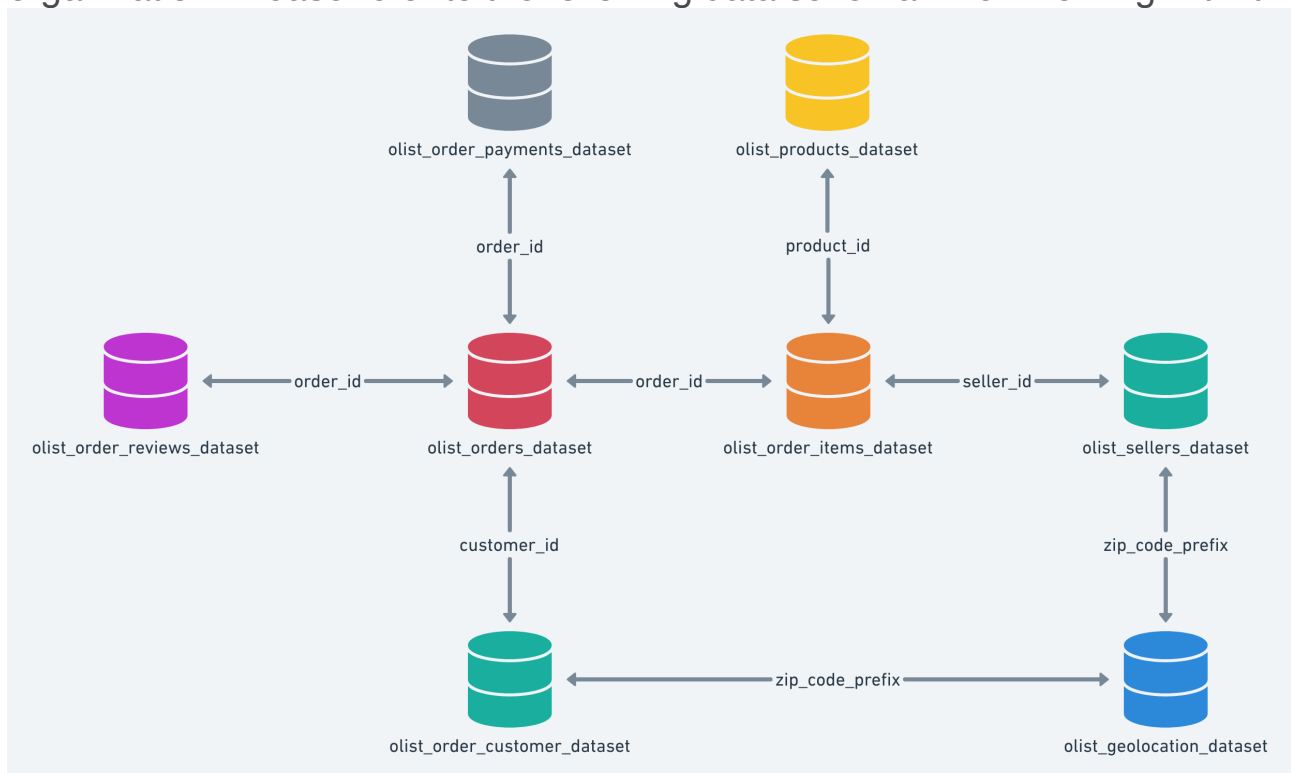 olist_order_payments_dataset
olist_products_dataset
order_id
product_id
order_id
order_id
seller_id
olist_order_reviews_dataset
olist_orders_dataset
olist_order_items_dataset
olist_sellers_dataset
customer_id
zip_code_prefix
zip_code_prefix
olist_order_customer_dataset
olist_geolocation_dataset